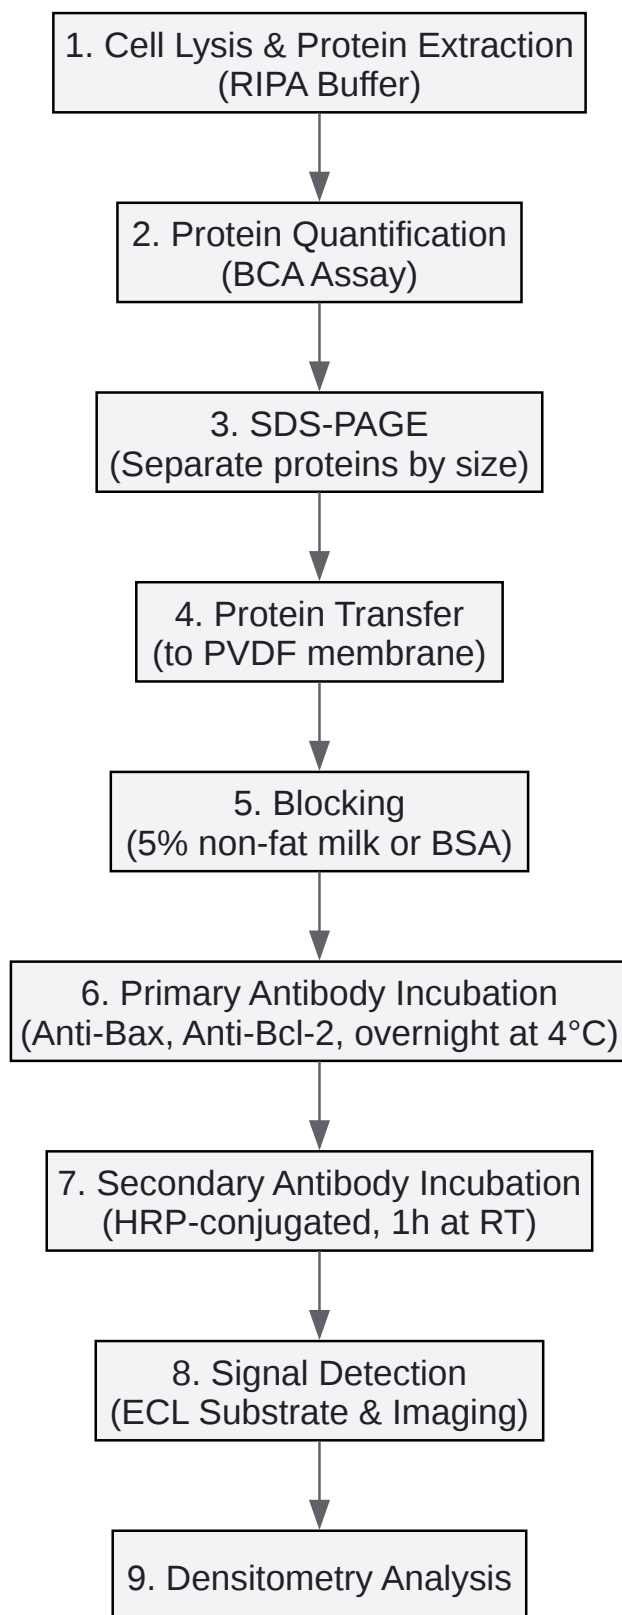 1. Cell Lysis & Protein Extraction
(RIPA Buffer)
2. Protein Quantification
(BCA Assay)
3. SDS-PAGE
(Separate proteins by size)
4. Protein Transfer
(to PVDF membrane)
5. Blocking
(5% non-fat milk or BSA)
6. Primary Antibody Incubation
(Anti-Bax, Anti-Bcl-2, overnight at 4°C)
7. Secondary Antibody Incubation
(HRP-conjugated, 1h at RT)
8. Signal Detection
(ECL Substrate & Imaging)
9. Densitometry Analysis